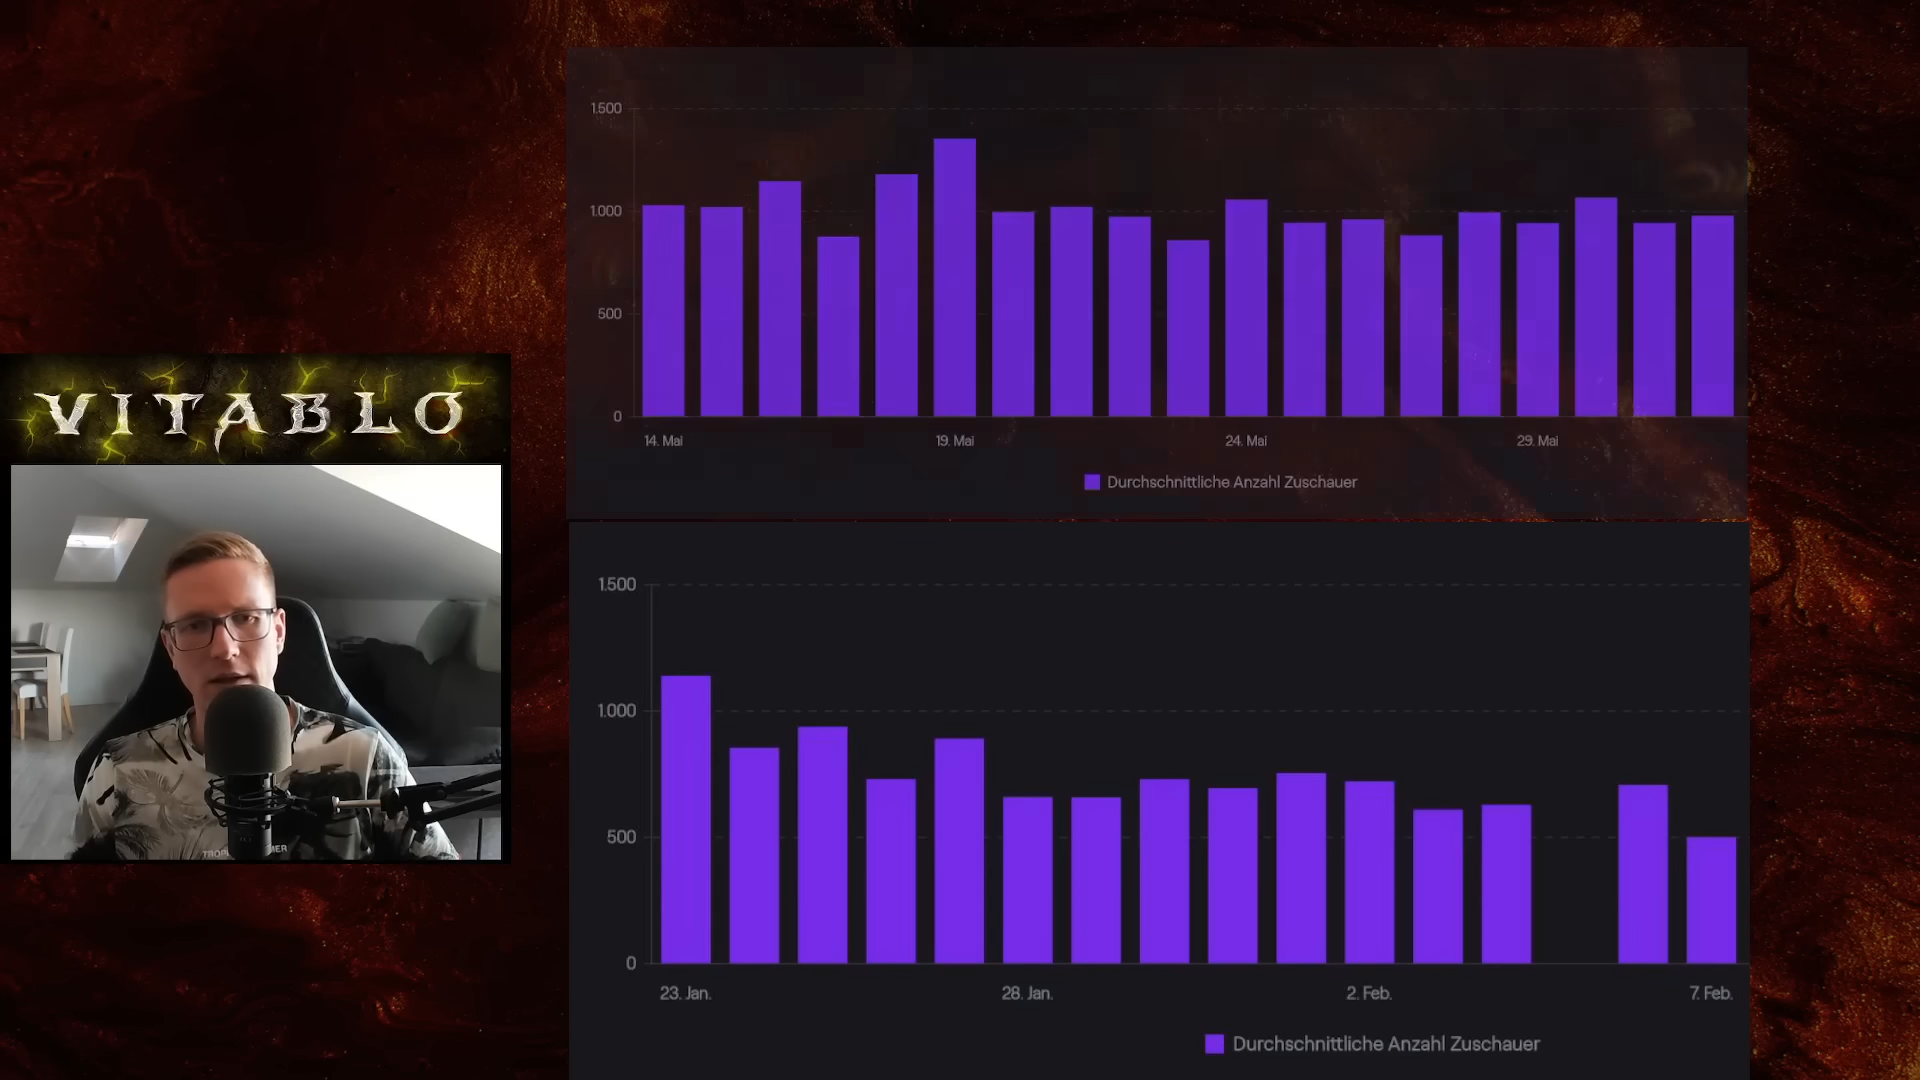 1.500
1.000
500
0
14. Mai
19. Mai
24. Mai
29. Mai
Durchschnittliche Anzahl Zuschauer
VITABLO
1.500
1.000
500
0
23. Jan.
28. Jan.
2. Feb.
7. Feb.
Durchschnittliche Anzahl Zuschauer